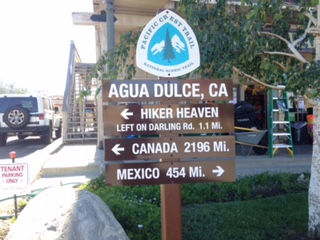 PACIFIC CREST TRAIL
NATIONAL SCENIC TRAIL
AGUA DULCE, CA
← HIKER HEAVEN
LEFT ON DARLING Rd. 1.1 Mi.
← CANADA 2196 Mi.
MEXICO 454 Mi. →
TENANT
PARKING
ONLY